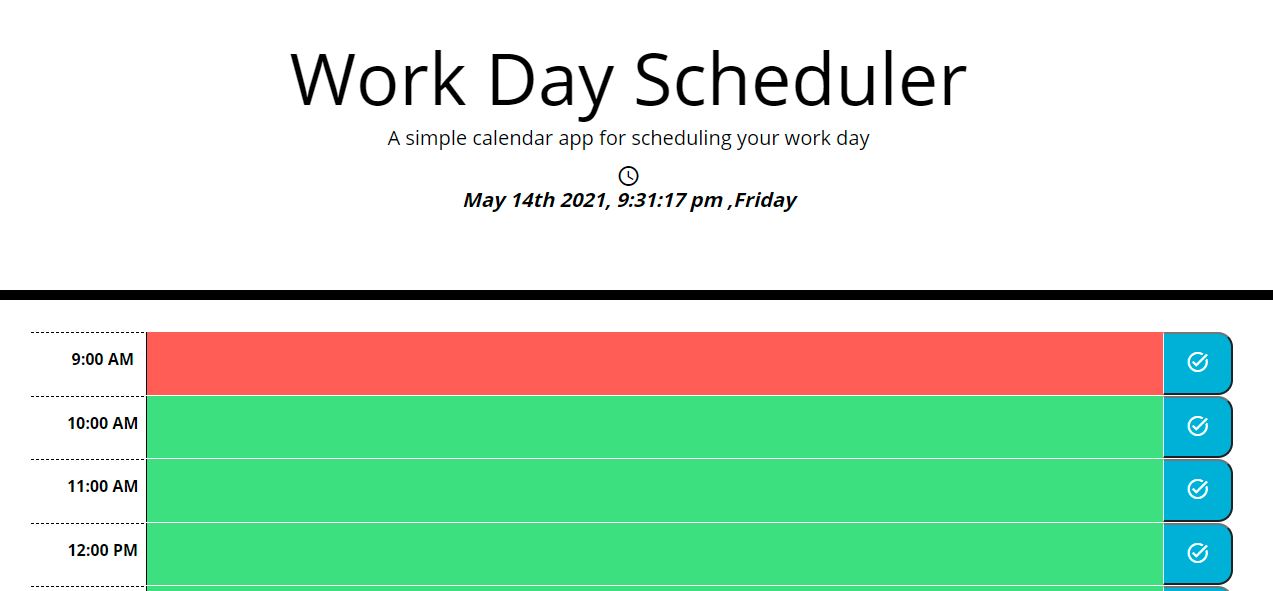 Work Day Scheduler
A simple calendar app for scheduling your work day
May 14th 2021, 9:31:17 pm ,Friday
9:00 AM
10:00 AM
11:00 AM
12:00 PM